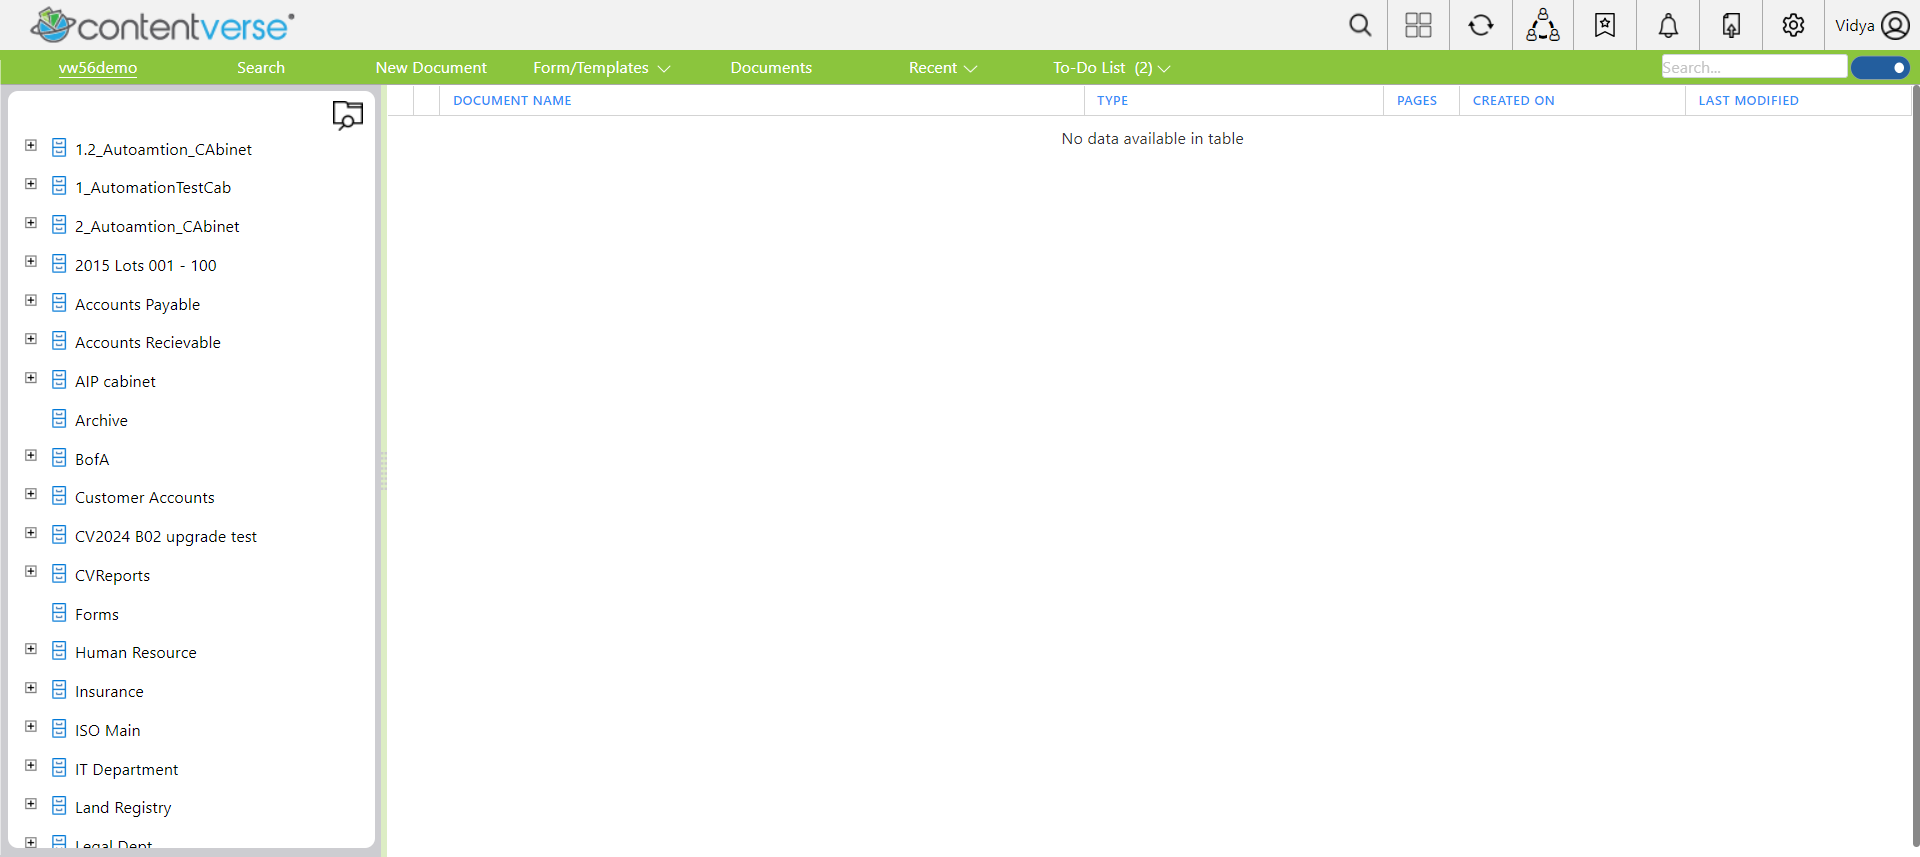 contentverse
Vidya
vw56demo Search New Document Form/Templates Documents Recent To-Do List (2) Search...
DOCUMENT NAME TYPE PAGES CREATED ON LAST MODIFIED
No data available in table
1.2_Autoamtion_CAbinet
1_AutomationTestCab
2_Autoamtion_CAbinet
2015 Lots 001 - 100
Accounts Payable
Accounts Recievable
AIP cabinet
Archive
BofA
Customer Accounts
CV2024 B02 upgrade test
CVReports
Forms
Human Resource
Insurance
ISO Main
IT Department
Land Registry
Legal Dept